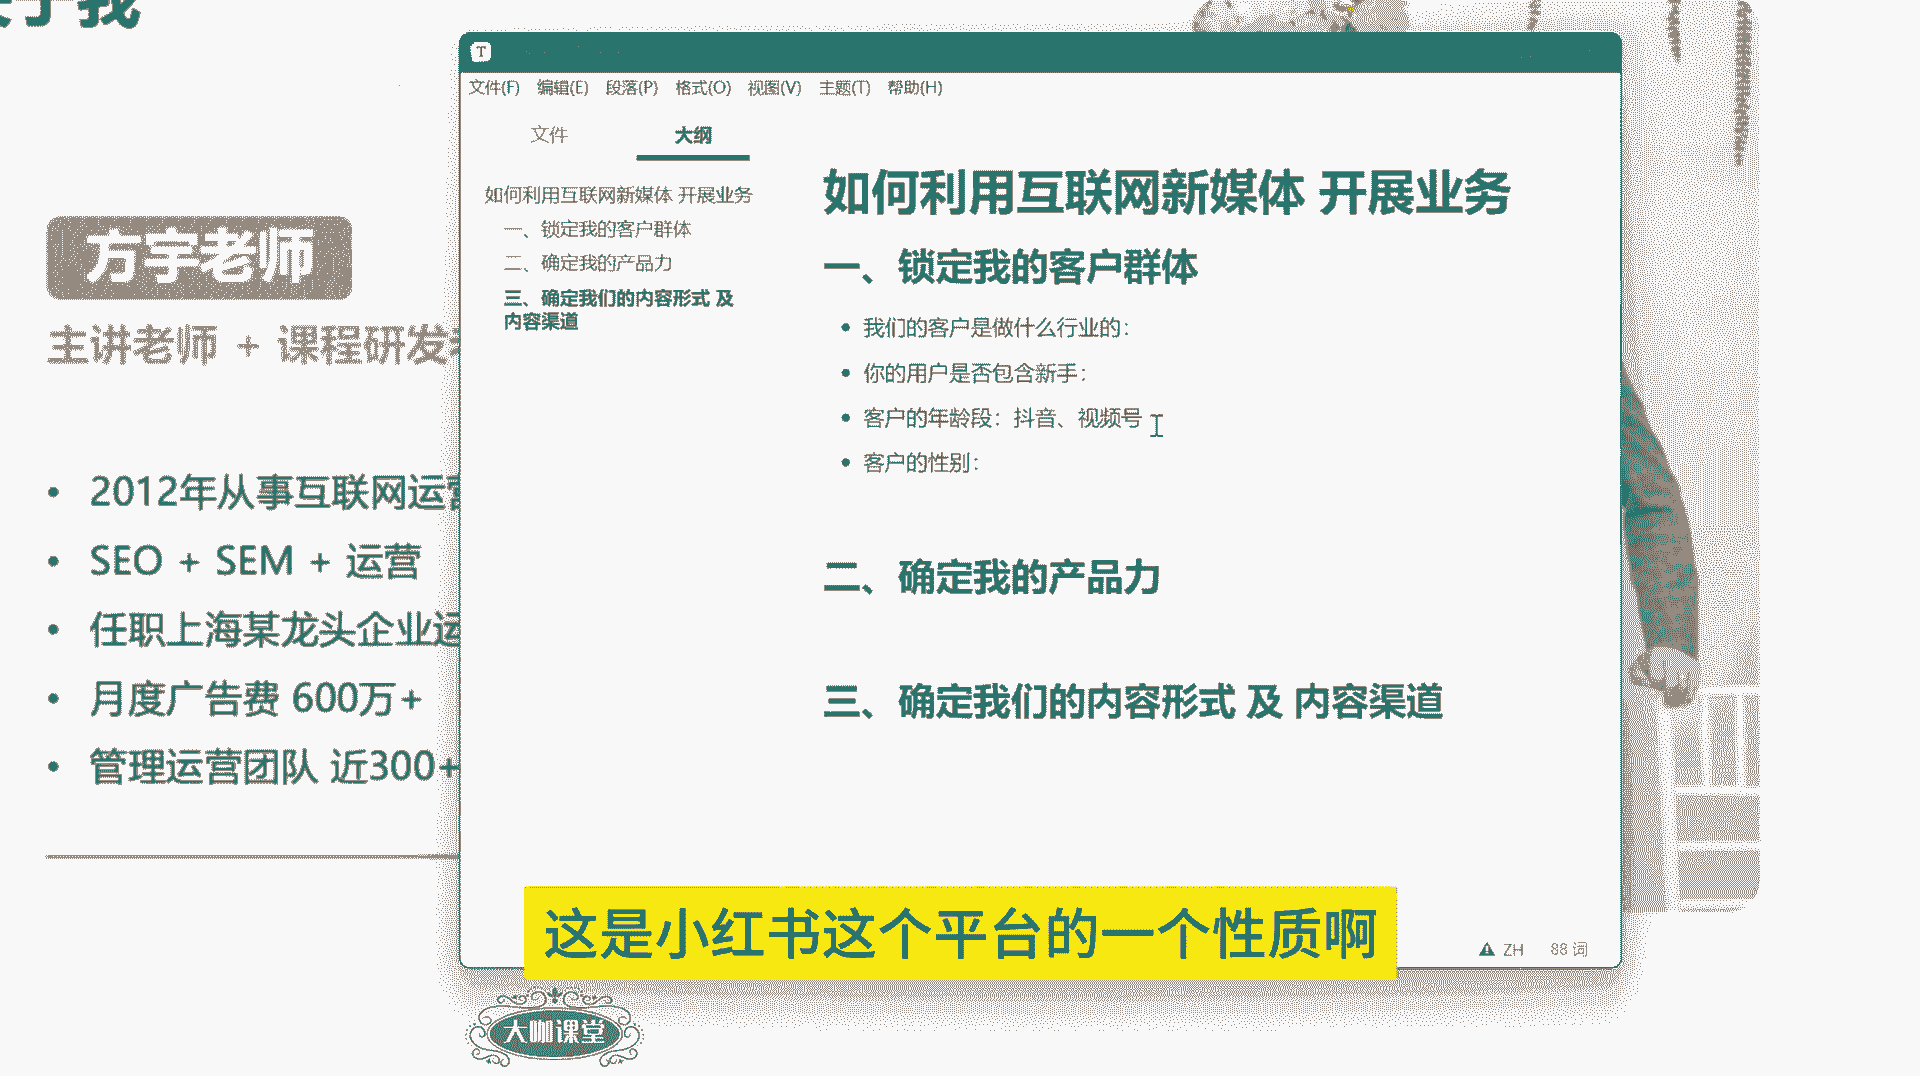 于我
方宇老师
主讲老师 + 课程研发
2012年从事互联网运营
SEO + SEM + 运营
任职上海某龙头企业运
月度广告费 600万+
管理运营团队 近300+
T
文件(F) 编辑(E) 段落(P) 格式(O) 视图(V) 主题(T) 帮助(H)
文件 大纲
如何利用互联网新媒体 开展业务
一、锁定我的客户群体
二、确定我的产品力
三、确定我们的内容形式 及
内容渠道
如何利用互联网新媒体 开展业务
一、锁定我的客户群体
我们的客户是做什么行业的：
你的用户是否包含新手：
客户的年龄段：抖音、视频号
客户的性别：
二、确定我的产品力
三、确定我们的内容形式 及 内容渠道
这是小红书这个平台的一个性质啊
ZH 88 词
大咖课堂